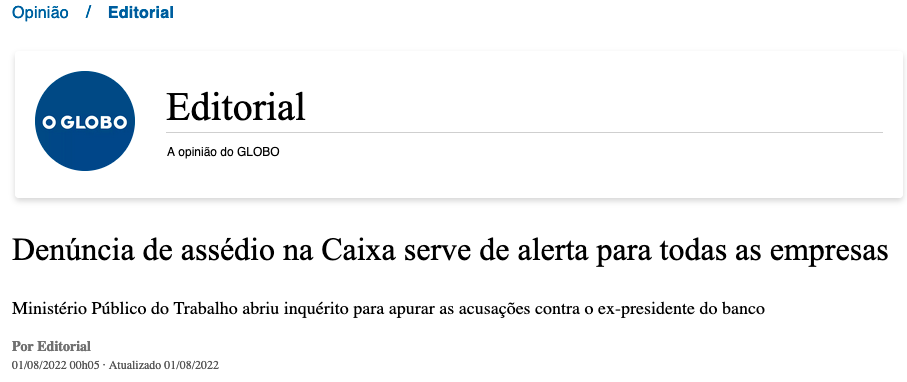 Opinião / Editorial
O GLOBO
Editorial
A opinião do GLOBO
Denúncia de assédio na Caixa serve de alerta para todas as empresas
Ministério Público do Trabalho abriu inquérito para apurar as acusações contra o ex-presidente do banco
Por Editorial
01/08/2022 00h05 · Atualizado 01/08/2022